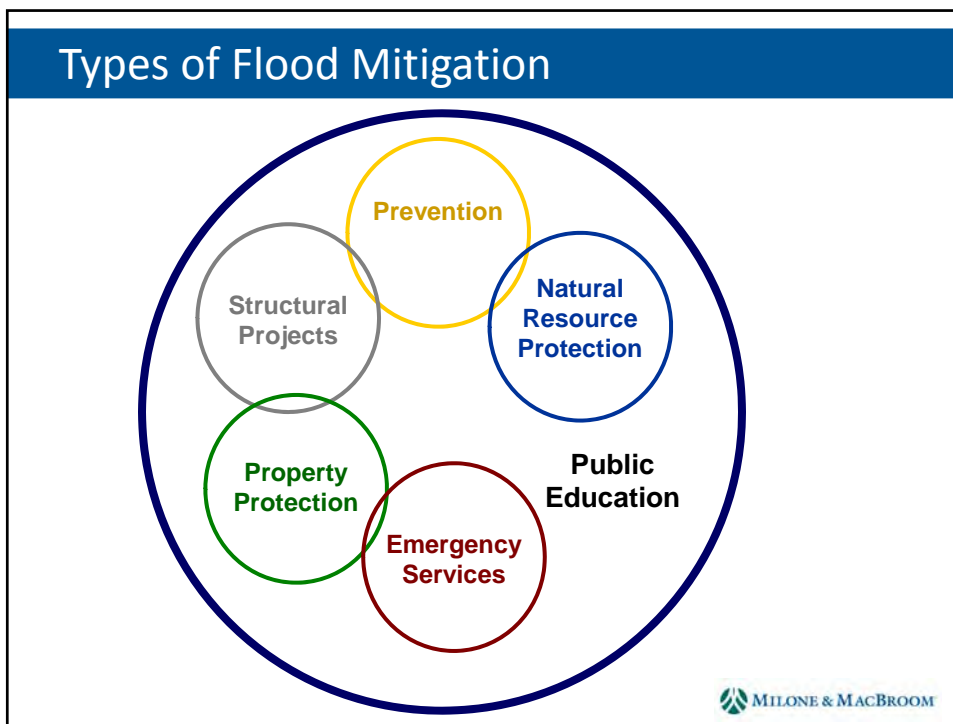 Types of Flood Mitigation
Prevention
Structural
Projects
Natural
Resource
Protection
Property
Protection
Public
Education
Emergency
Services
MILONE & MACBROOM